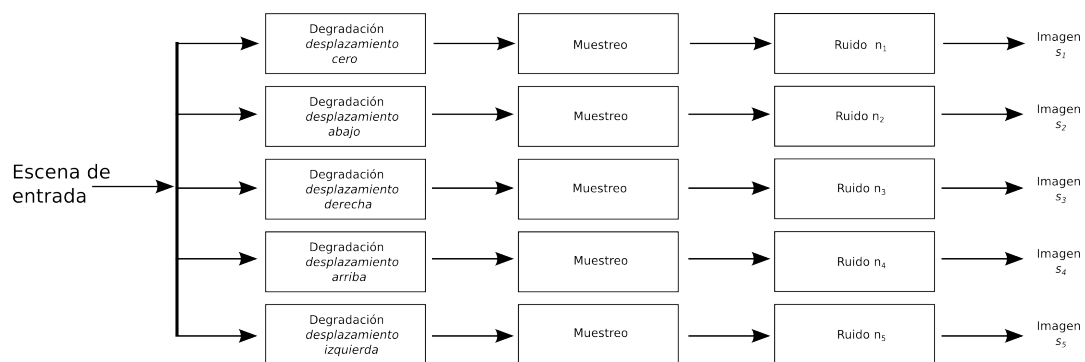 Escena de
entrada
Degradación
desplazamiento
cero
Muestreo
Ruido n1
Imagen
s1
Degradación
desplazamiento
abajo
Muestreo
Ruido n2
Imagen
s2
Degradación
desplazamiento
derecha
Muestreo
Ruido n3
Imagen
s3
Degradación
desplazamiento
arriba
Muestreo
Ruido n4
Imagen
s4
Degradación
desplazamiento
izquierda
Muestreo
Ruido n5
Imagen
s5